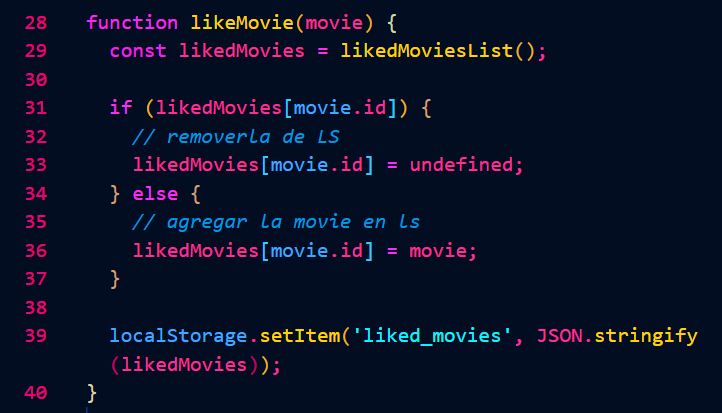 28 function likeMovie(movie) {
29 const likedMovies = likedMoviesList();
30
31 if (likedMovies[movie.id]) {
32 // removerla de LS
33 likedMovies[movie.id] = undefined;
34 } else {
35 // agregar la movie en ls
36 likedMovies[movie.id] = movie;
37 }
38
39 localStorage.setItem('liked_movies', JSON.stringify
(likedMovies));
40 }